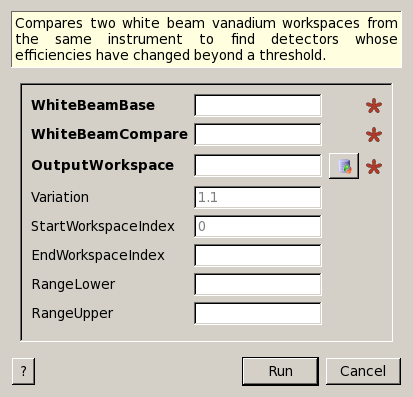 Compares two white beam vanadium workspaces from
the same instrument to find detectors whose
efficiencies have changed beyond a threshold.
WhiteBeamBase
WhiteBeamCompare
OutputWorkspace
Variation 1.1
StartWorkspaceIndex 0
EndWorkspaceIndex
RangeLower
RangeUpper
? Run Cancel